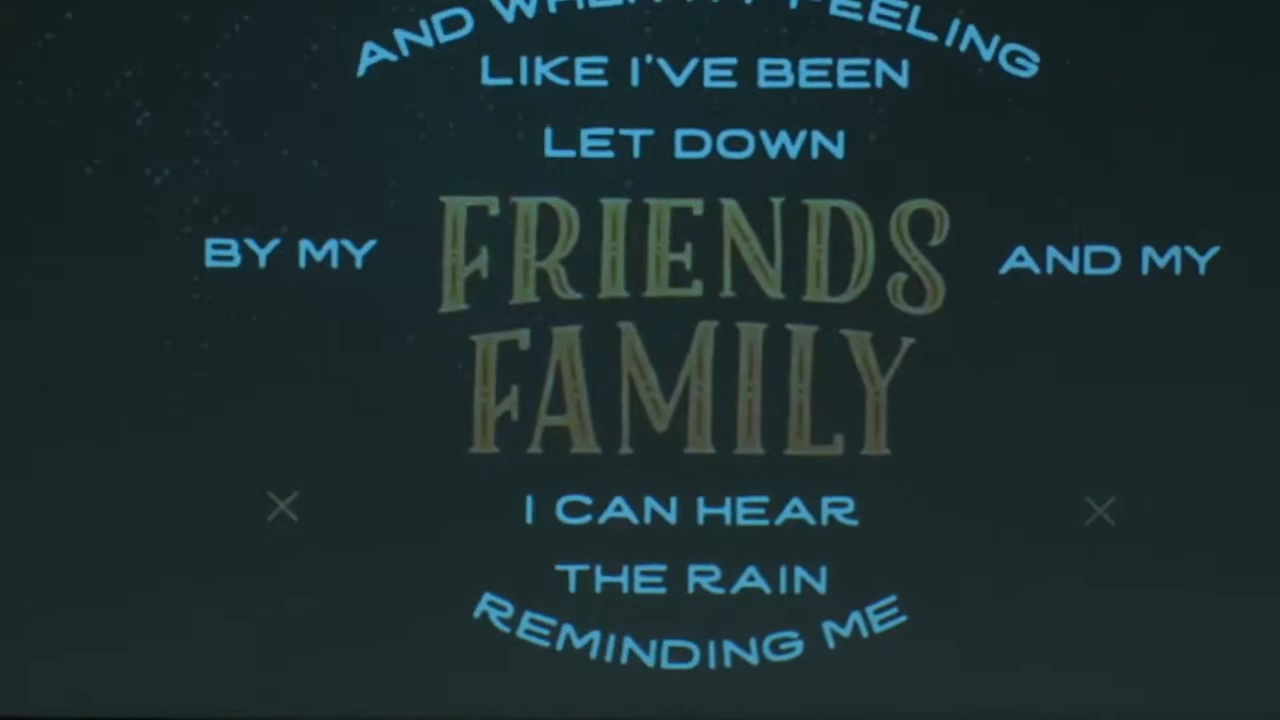 AND WHEN I'M FEELING
LIKE I'VE BEEN
LET DOWN
BY MY FRIENDS AND MY
FAMILY
I CAN HEAR
THE RAIN
REMINDING ME